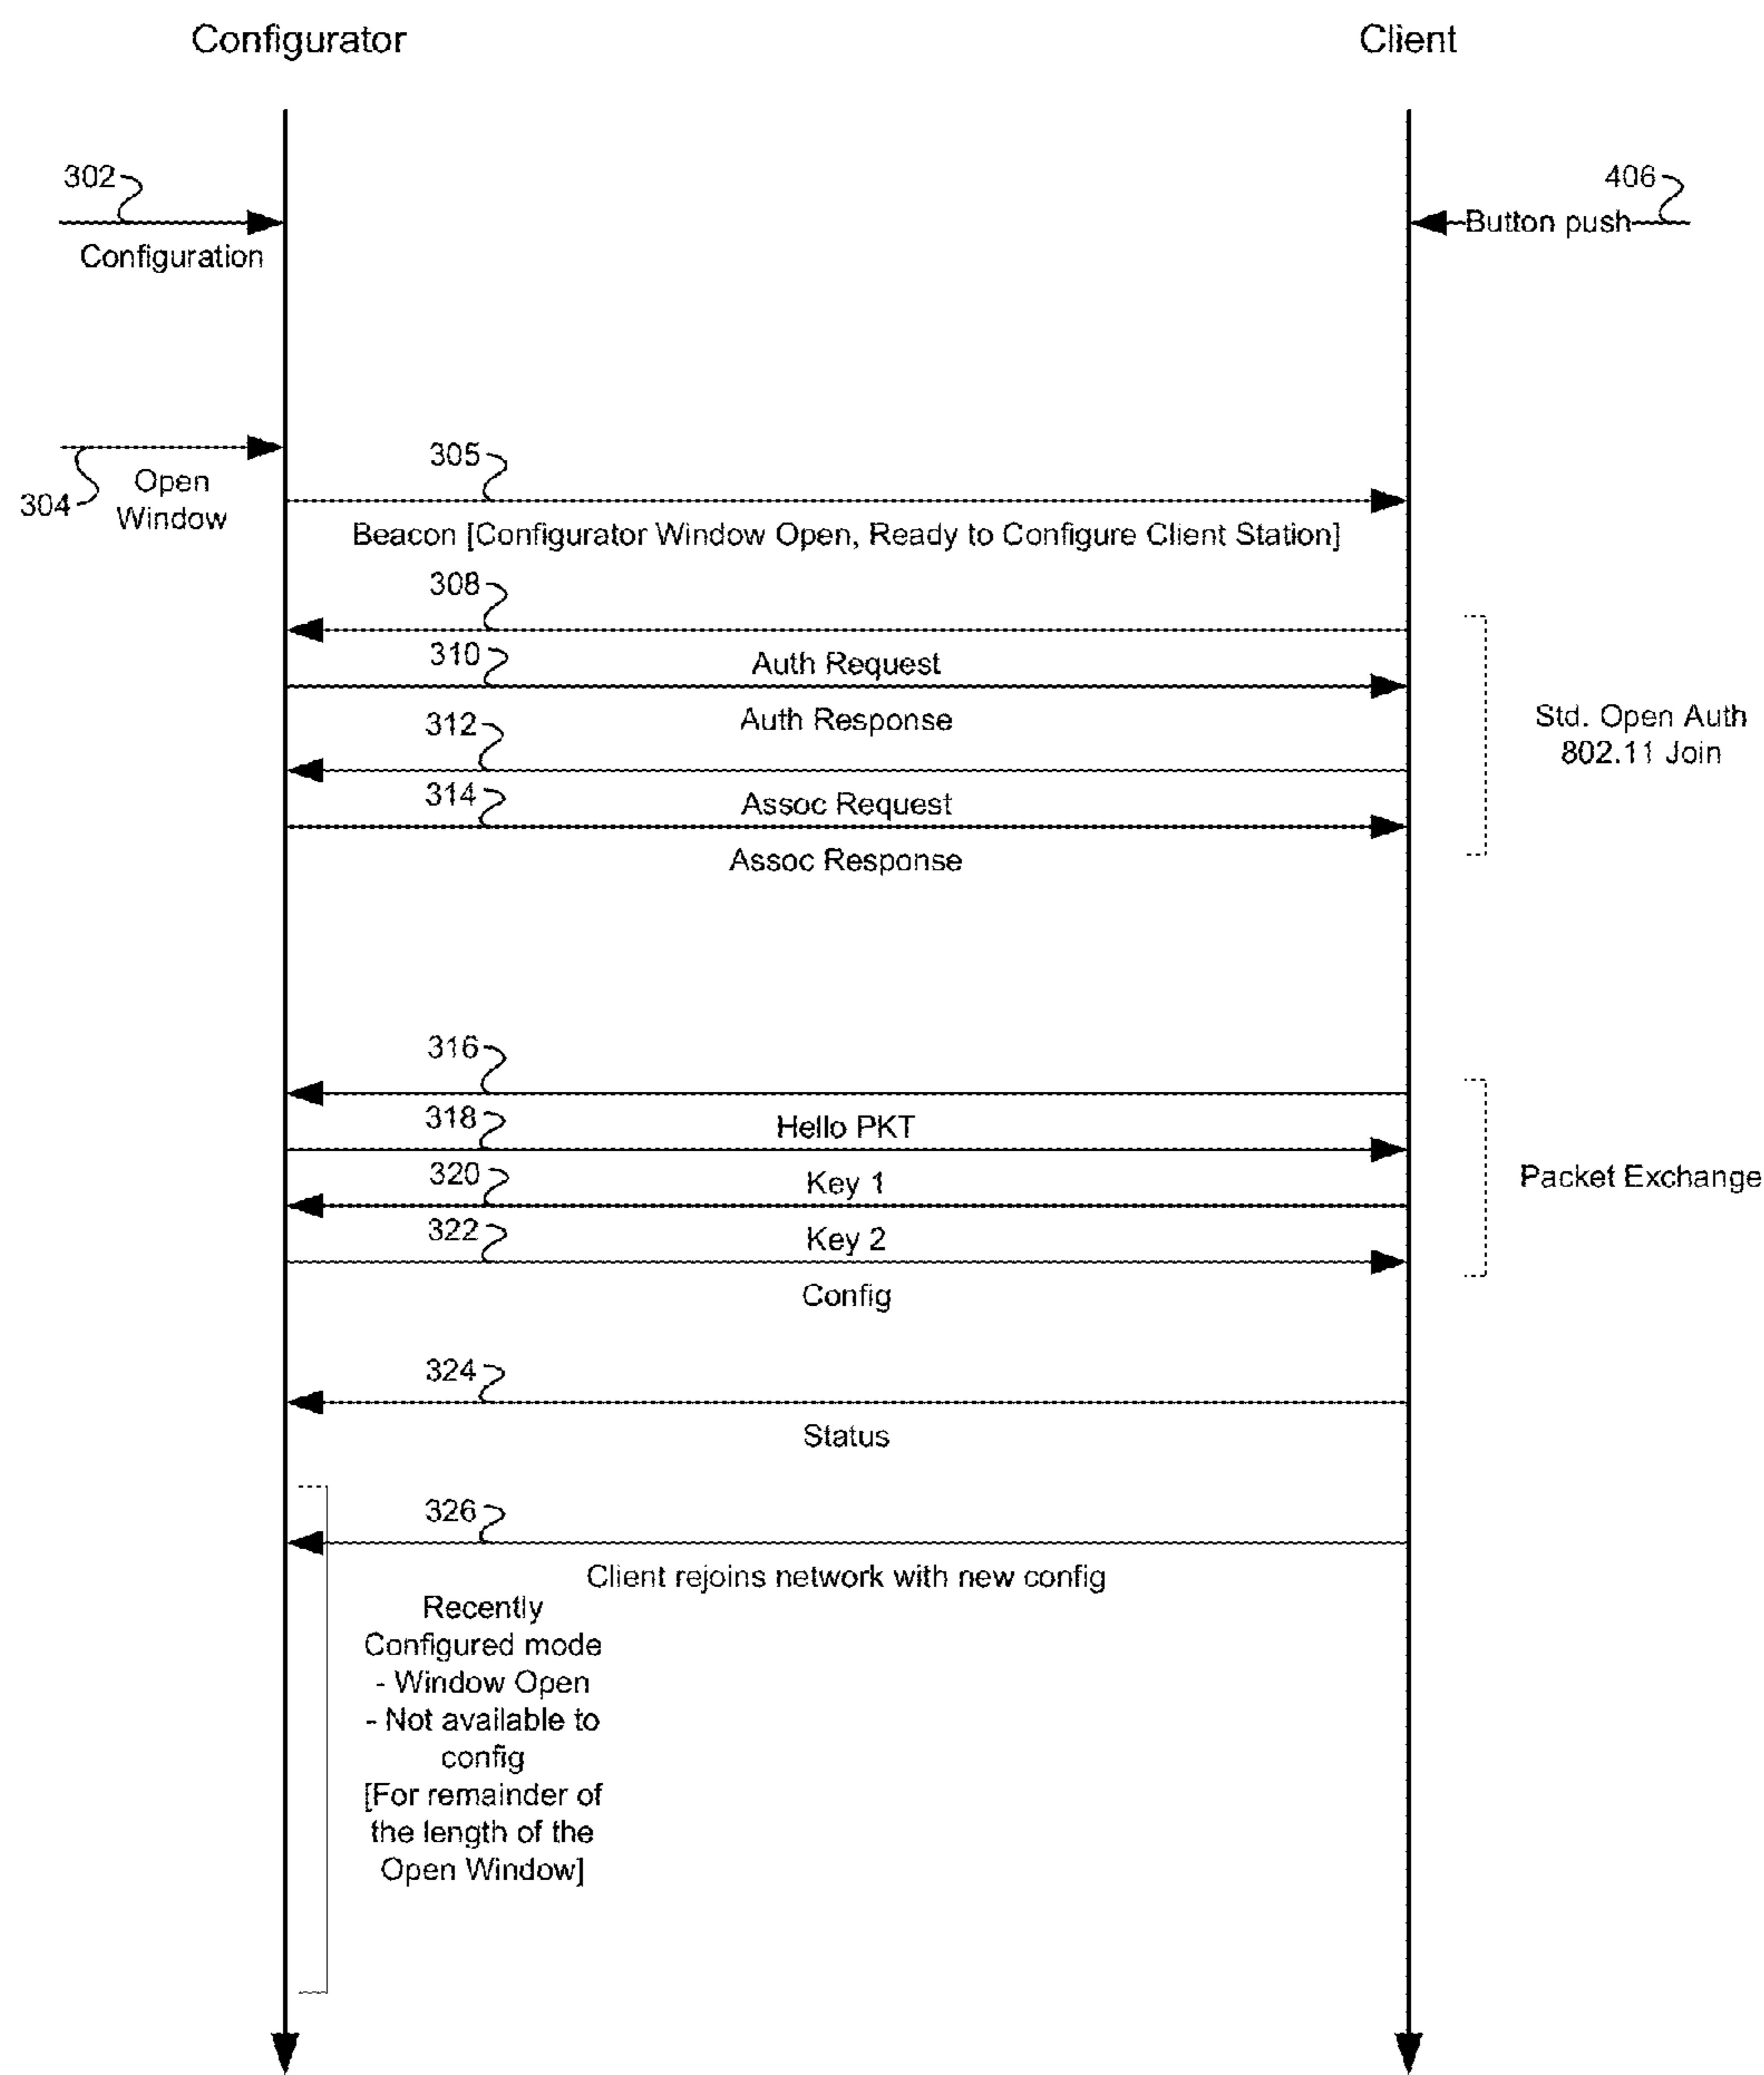 Configurator
Client
302
406
Configuration
Button push
304
Open
Window
305
Beacon [Configurator Window Open, Ready to Configure Client Station]
308
Auth Request
310
Auth Response
312
Assoc Request
314
Assoc Response
Std. Open Auth
802.11 Join
316
Hello PKT
318
Key 1
320
Key 2
322
Config
Packet Exchange
324
Status
326
Client rejoins network with new config
Recently
Configured mode
- Window Open
- Not available to
config
[For remainder of
the length of the
Open Window]